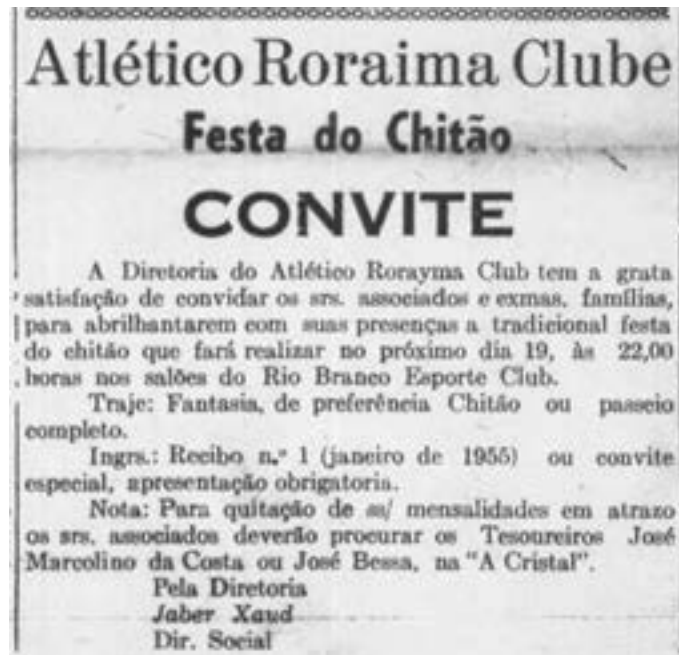 Atlético Roraima Clube
Festa do Chitão
CONVITE
A Diretoria do Atlético Rorayma Club tem a grata
satisfação de convidar os srs. associados e exmas. famílias,
para abrilhantarem com suas presenças a tradicional festa
do chitão que fará realizar no próximo dia 19, às 22,00
horas nos salões do Rio Branco Esporte Club.
Traje: Fantasia, de preferência Chitão ou passeio
completo.
Ingrs.: Recibo n.º 1 (janeiro de 1955) ou convite
especial, apresentação obrigatoria.
Nota: Para quitação de ss/ mensalidades em atrazo
os srs. associados deverão procurar os Tesoureiros José
Marcolino da Costa ou José Bessa, na "A Cristal".
Pela Diretoria
Jaber Xaud
Dir. Social